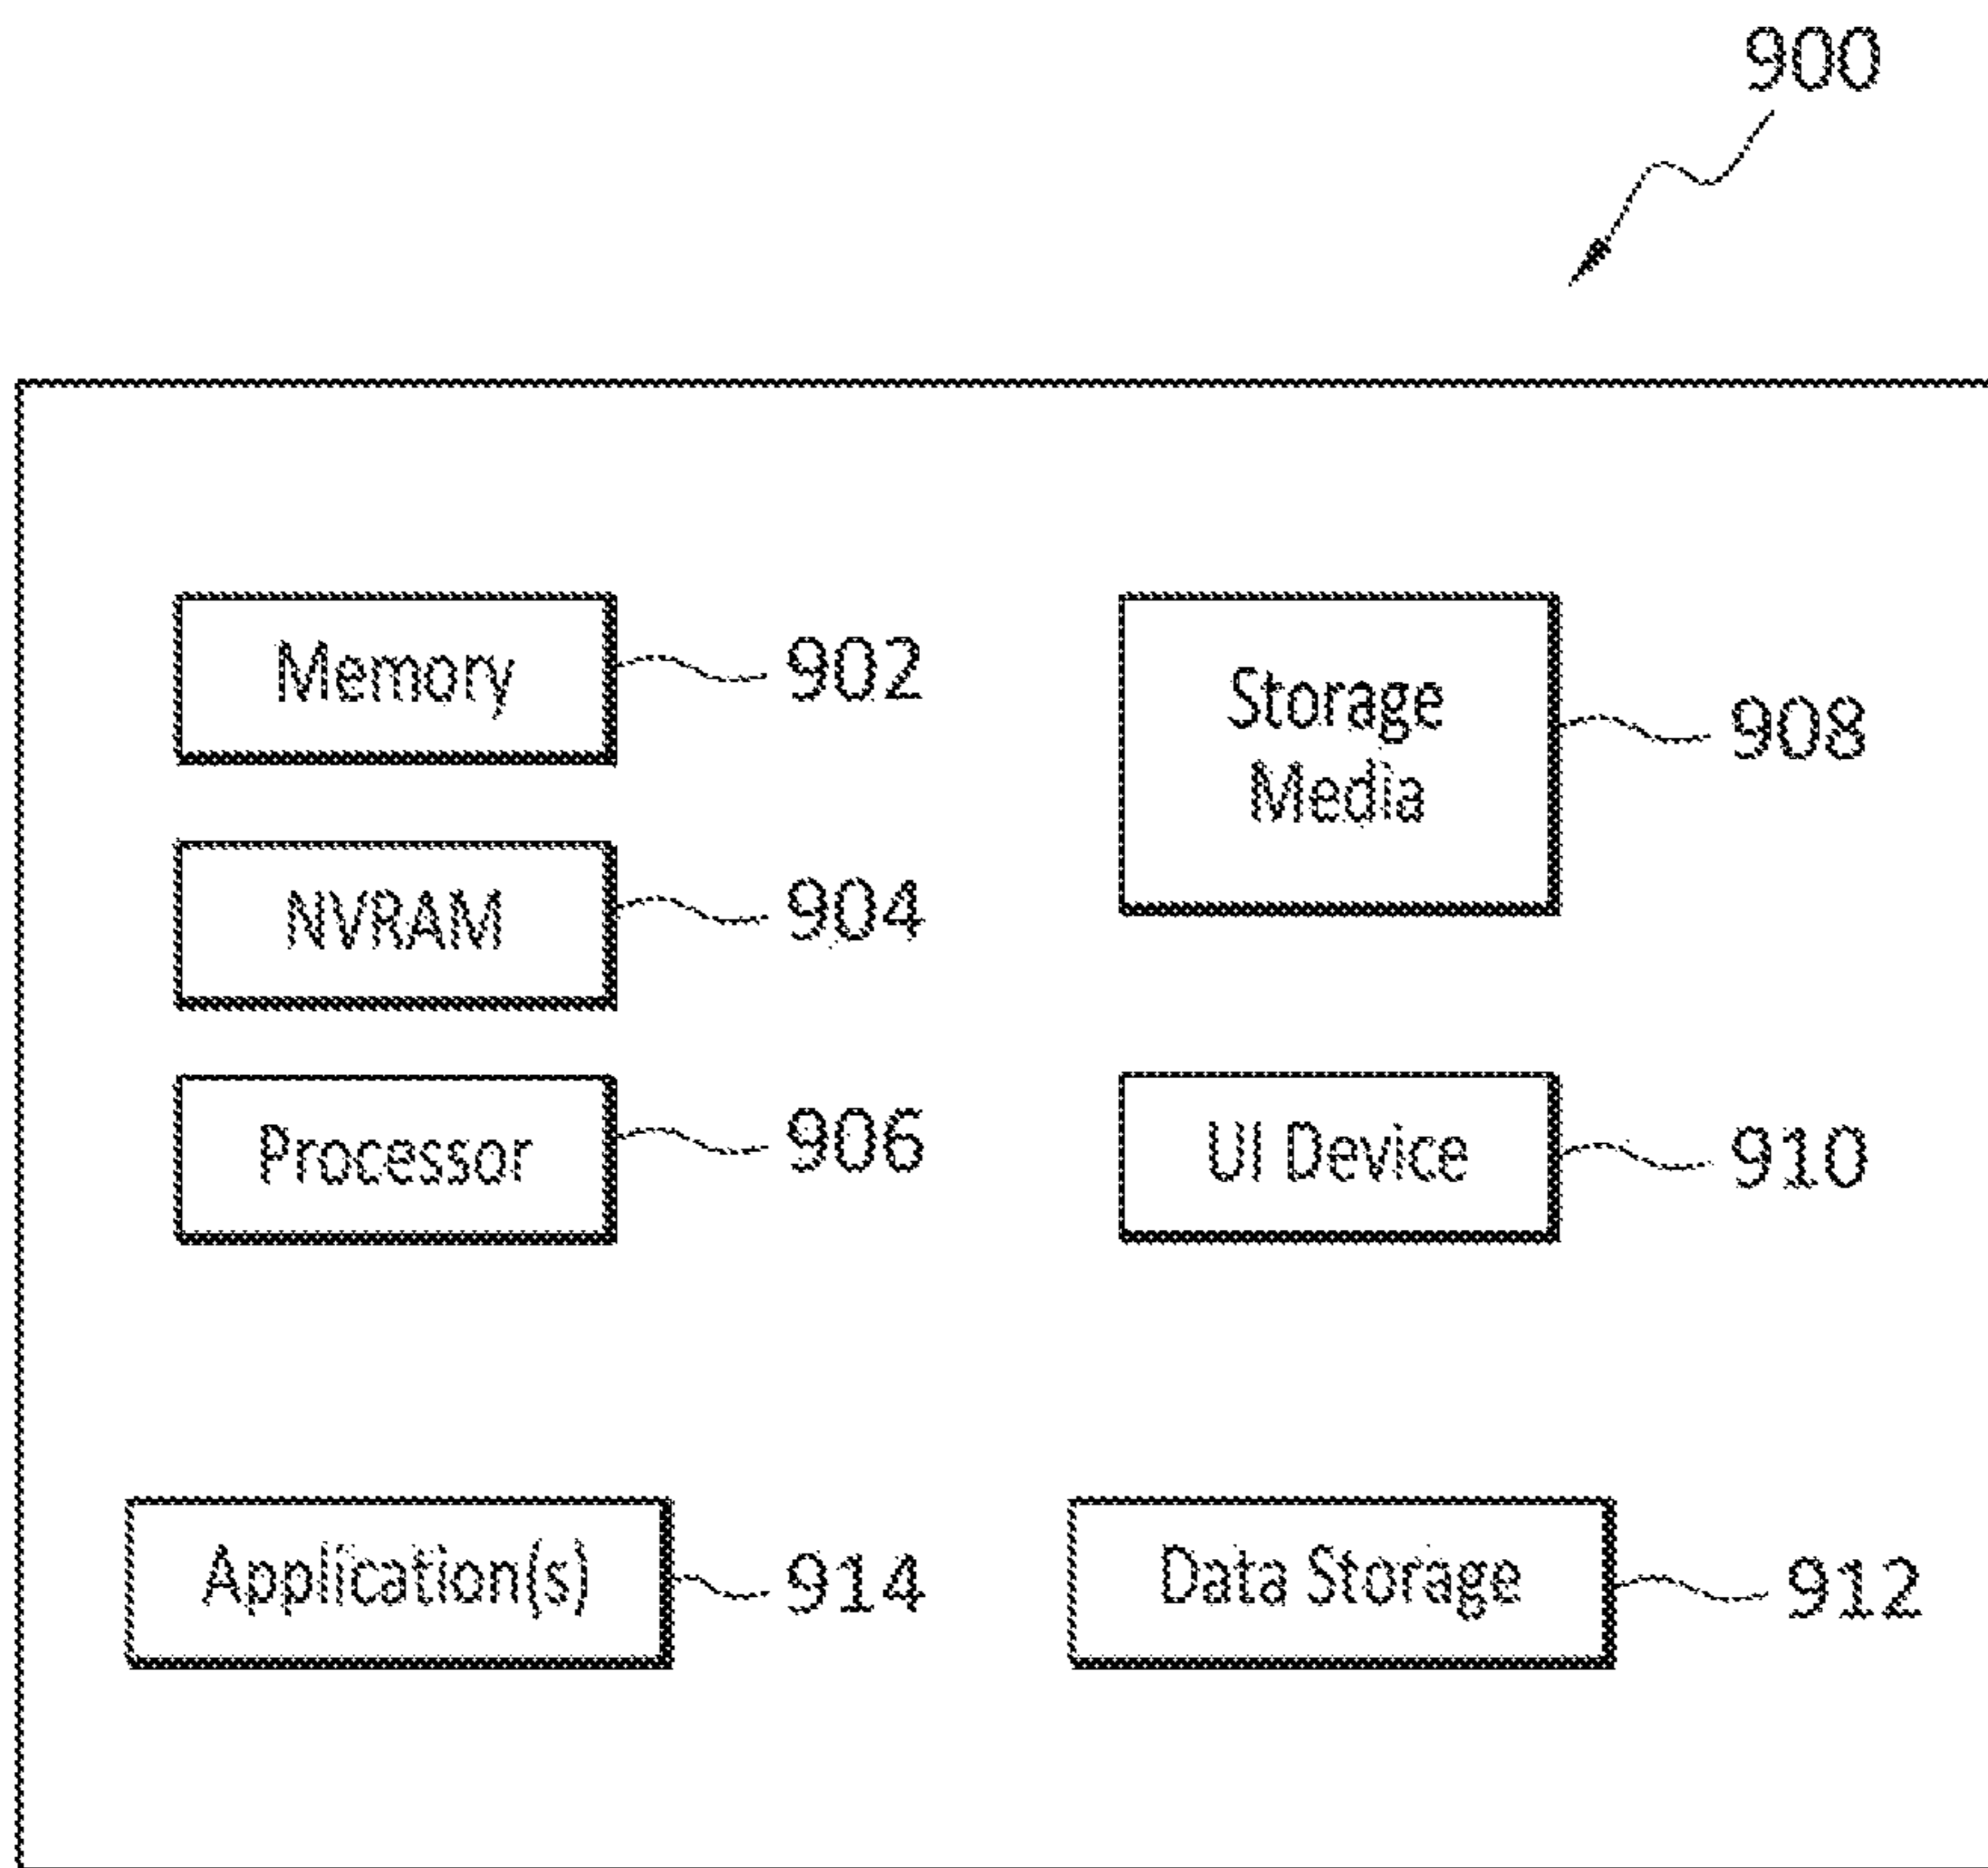 900
Memory 902
NVRAM 904
Processor 906
Storage
Media
908
UI Device 910
Application(s) 914
Data Storage 912